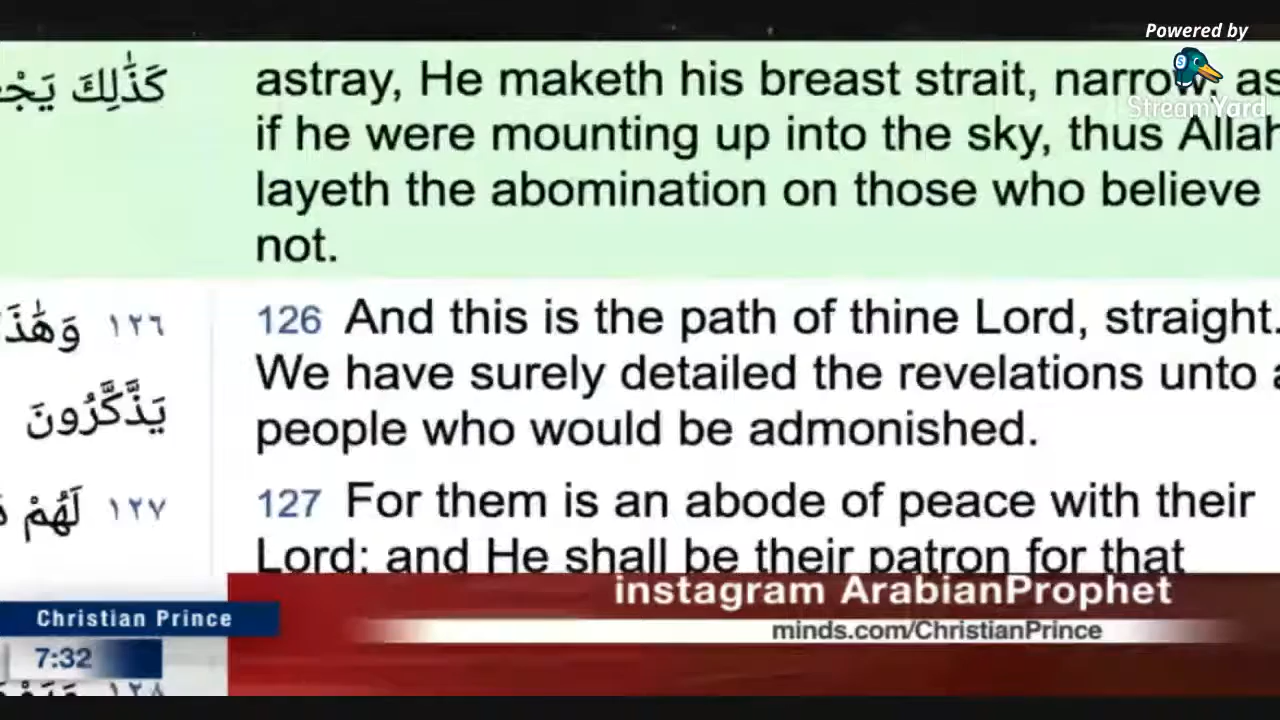 Powered by
StreamYard
كَذَٰلِكَ
astray, He maketh his breast strait, narrow, as
if he were mounting up into the sky, thus Allah
layeth the abomination on those who believe
not.
١٢٦
126 And this is the path of thine Lord, straight.
We have surely detailed the revelations unto a
يَذَّكَّرُونَ
people who would be admonished.
١٢٧ لَهُمْ
127 For them is an abode of peace with their
Lord; and He shall be their patron for that
instagram ArabianProphet
Christian Prince
minds.com/ChristianPrince
7:32